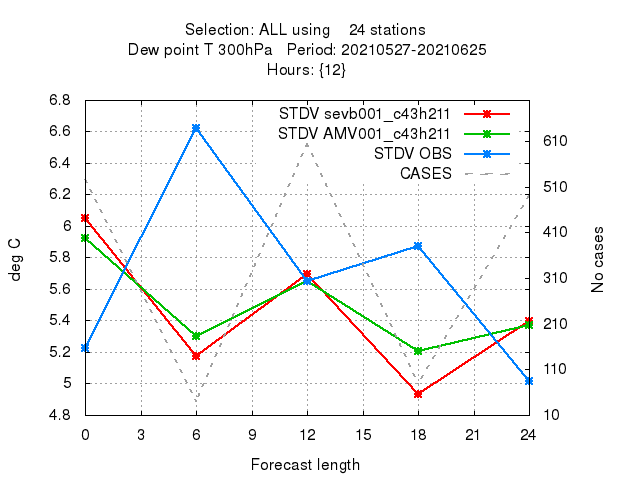 Selection: ALL using 24 stations
Dew point T 300hPa Period: 20210527-20210625
Hours: {12}
STDV sevb001_c43h211
STDV AMV001_c43h211
STDV OBS
CASES
6.8
6.6
6.4
6.2
6
5.8
5.6
5.4
5.2
5
4.8
deg C
610
510
410
310
210
110
10
No cases
0 3 6 9 12 15 18 21 24
Forecast length